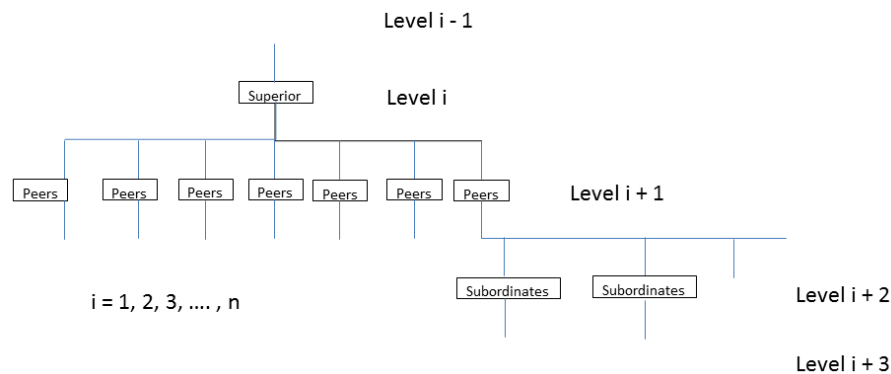 Level i - 1
Superior
Level i
Peers
Peers
Peers
Peers
Peers
Peers
Peers
Level i + 1
Subordinates
Subordinates
i = 1, 2, 3, .... , n
Level i + 2
Level i + 3